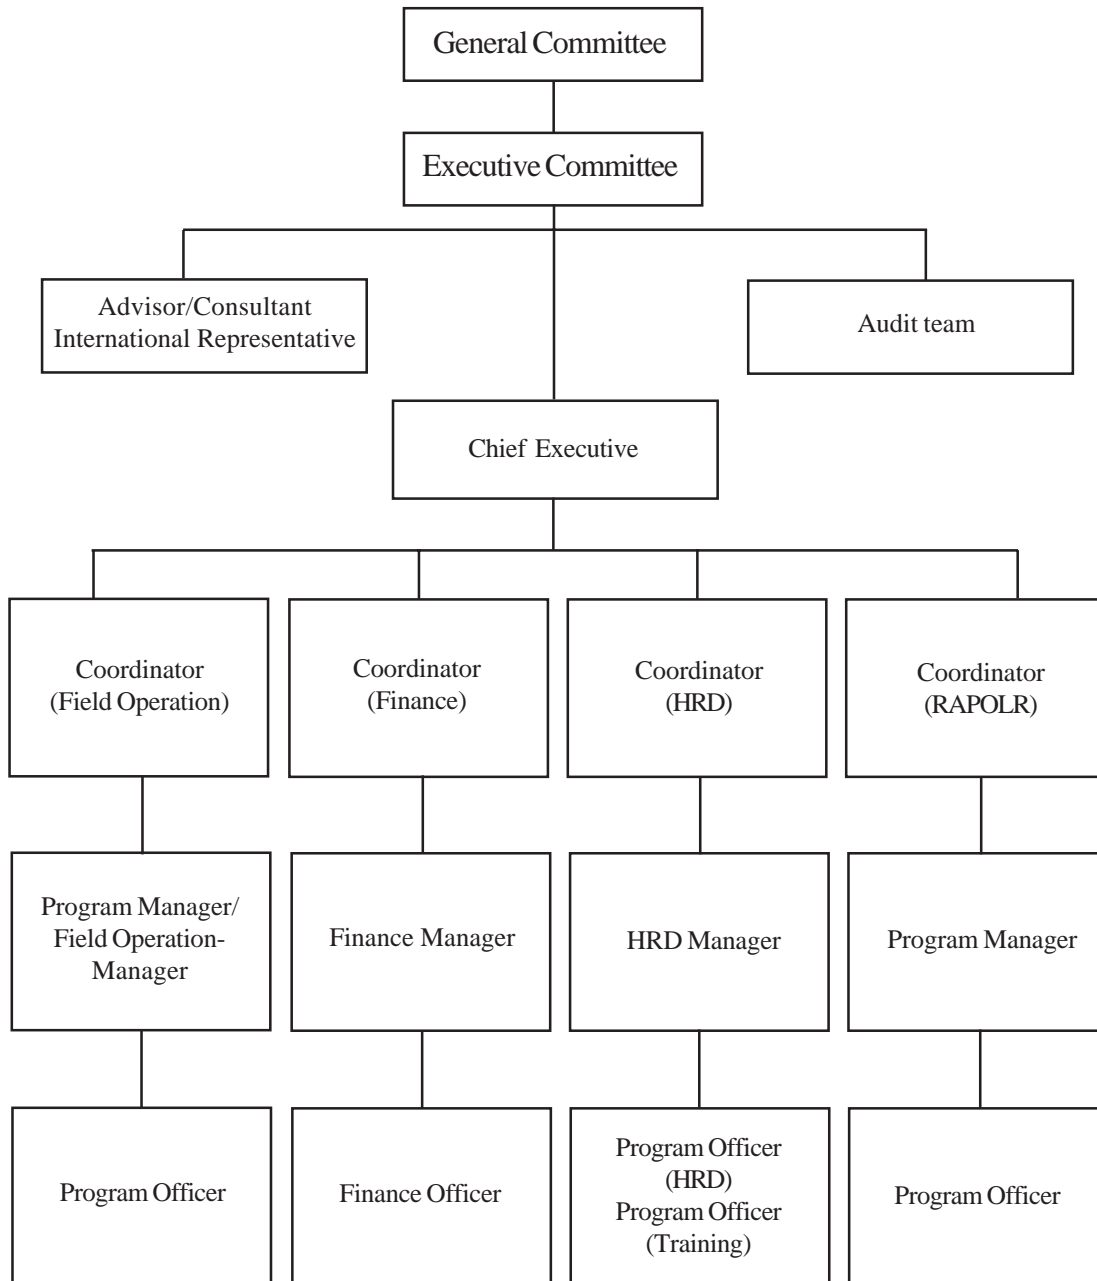 General Committee
Executive Committee
Advisor/Consultant
International Representative
Audit team
Chief Executive
Coordinator
(Field Operation)
Coordinator
(Finance)
Coordinator
(HRD)
Coordinator
(RAPOLR)
Program Manager/
Field Operation-
Manager
Finance Manager
HRD Manager
Program Manager
Program Officer
Finance Officer
Program Officer
(HRD)
Program Officer
(Training)
Program Officer